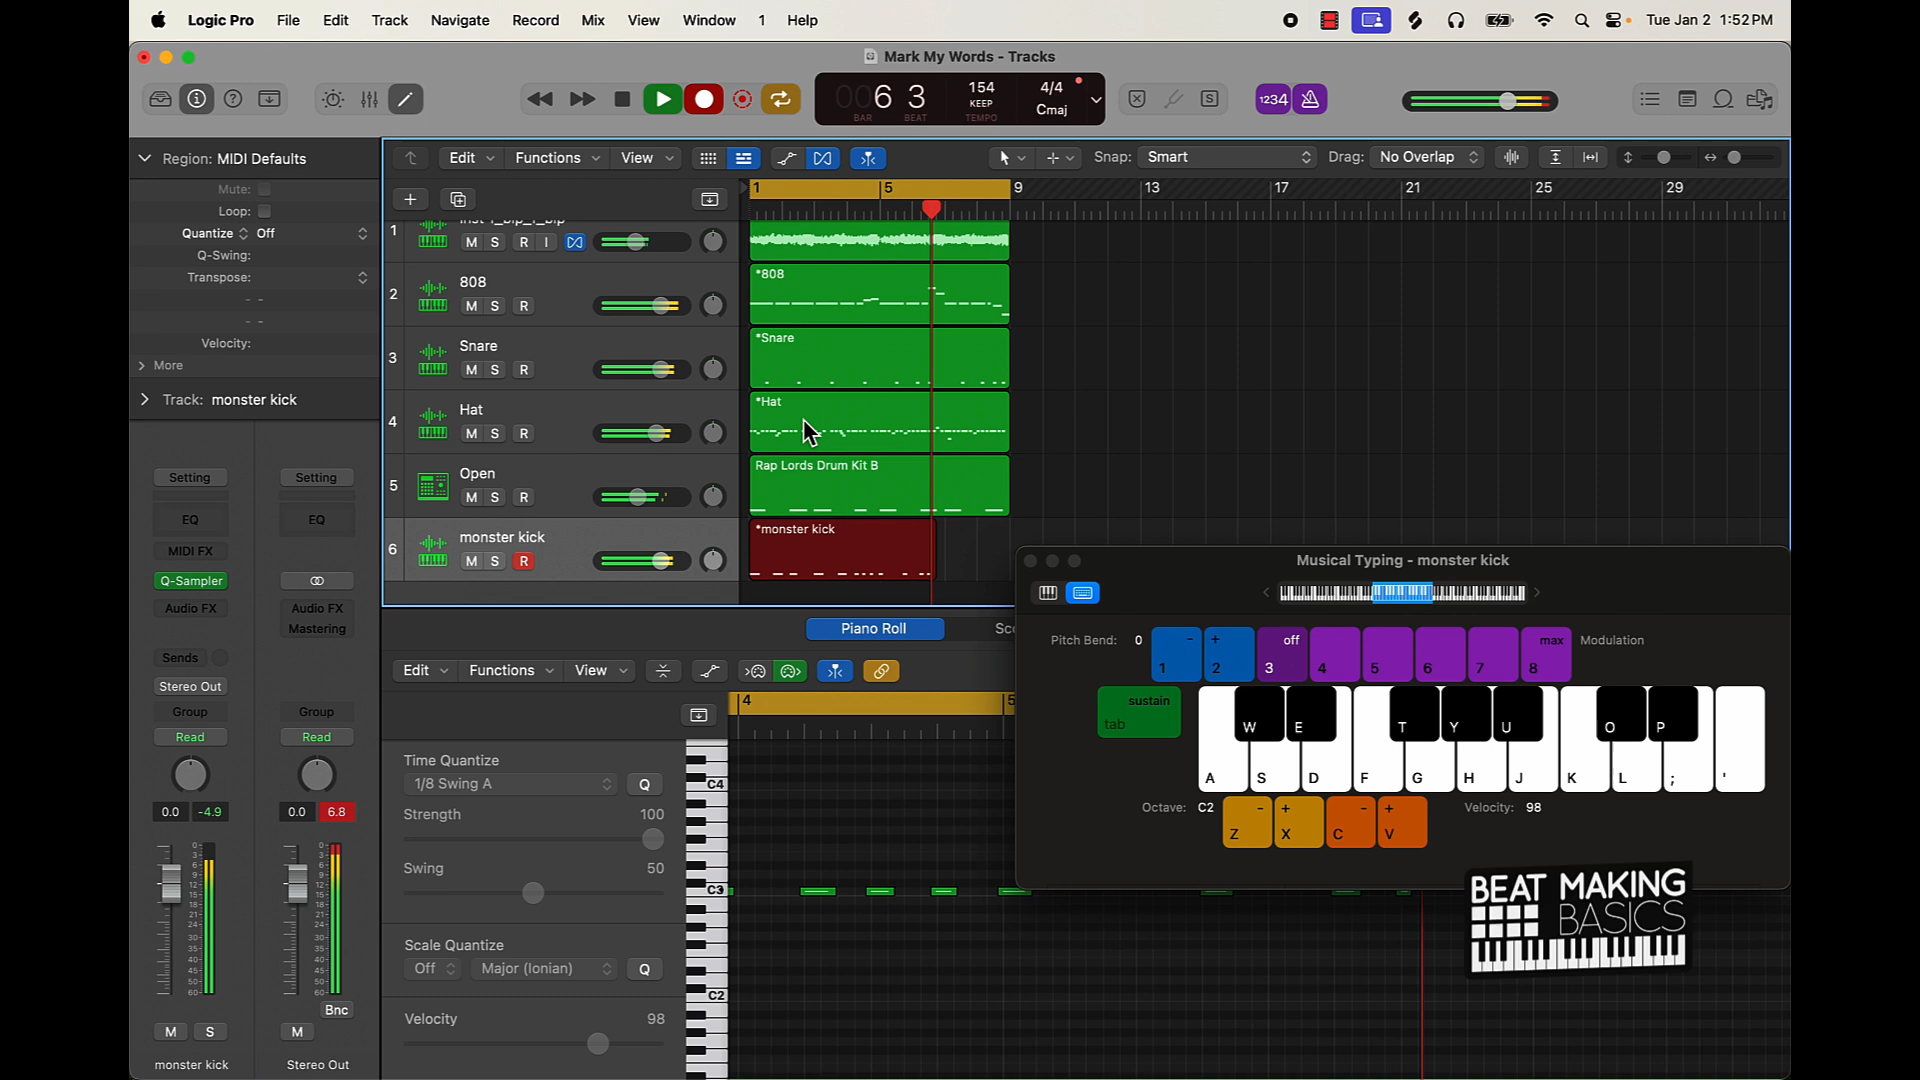 Logic Pro File Edit Track Navigate Record Mix View Window 1 Help Tue Jan 2 1:52 PM
Mark My Words - Tracks
006 3 154 4/4
KEEP Cmaj
BAR BEAT TEMPO
1234
S
Region: MIDI Defaults
Mute:
Loop:
Quantize Off
Q-Swing:
Transpose:
Velocity:
More
Track: monster kick
Edit Functions View Snap: Smart Drag: No Overlap
1 5 9 13 17 21 25 29
1 M S R I
2 808 M S R *808
3 Snare M S R *Snare
4 Hat M S R *Hat
5 Open M S R Rap Lords Drum Kit B
6 monster kick M S R *monster kick
Setting Setting
EQ EQ
MIDI FX
Q-Sampler
Audio FX Audio FX
Mastering
Sends
Stereo Out
Group Group
Read Read
0.0 -4.9 0.0 6.8
Bnc
M S M
monster kick Stereo Out
Piano Roll
Edit Functions View
4 5
Time Quantize
1/8 Swing A Q
Strength 100
Swing 50
Scale Quantize
Off Major (Ionian) Q
Velocity 98
C4
C3
C2
Musical Typing - monster kick
Pitch Bend: 0 - + off max Modulation
1 2 3 4 5 6 7 8
sustain
tab
W E T Y U O P
A S D F G H J K L ; '
Octave: C2 - + - + Velocity: 98
Z X C V
BEAT MAKING
BASICS